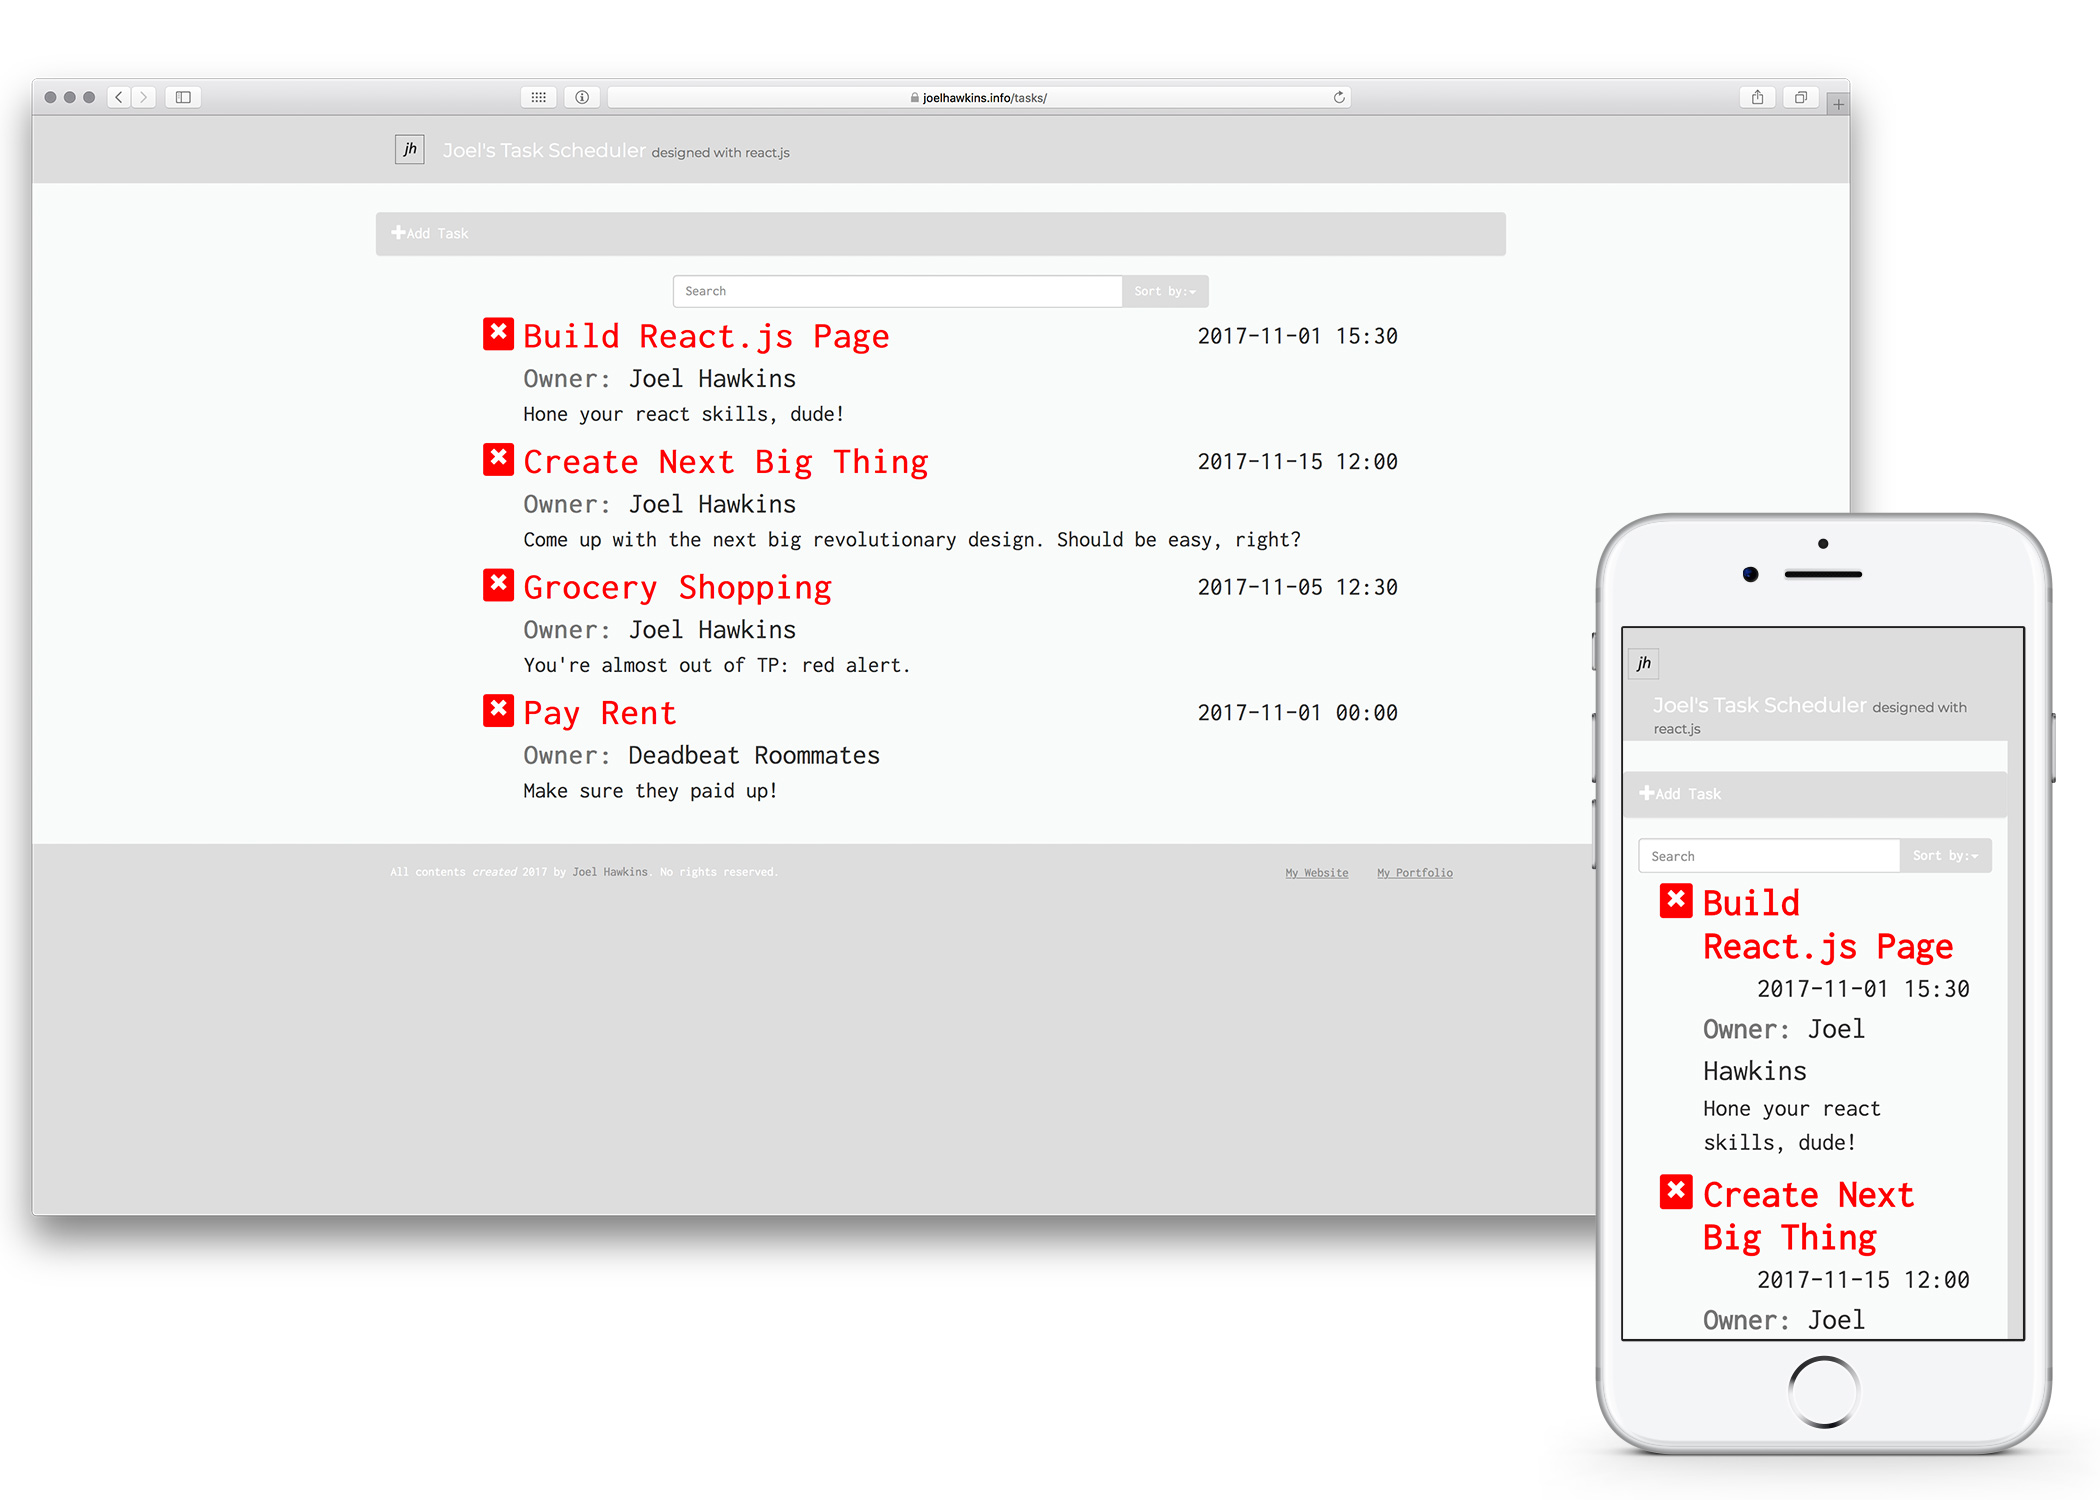 joelhawkins.info/tasks/
jh Joel's Task Scheduler designed with react.js
Add Task
Search Sort by:
Build React.js Page 2017-11-01 15:30
Owner: Joel Hawkins
Hone your react skills, dude!
Create Next Big Thing 2017-11-15 12:00
Owner: Joel Hawkins
Come up with the next big revolutionary design. Should be easy, right?
Grocery Shopping 2017-11-05 12:30
Owner: Joel Hawkins
You're almost out of TP: red alert.
Pay Rent 2017-11-01 00:00
Owner: Deadbeat Roommates
Make sure they paid up!
All contents created 2017 by Joel Hawkins. No rights reserved. My Website My Portfolio
jh
Joel's Task Scheduler designed with
react.js
Add Task
Search Sort by:
Build
React.js Page
2017-11-01 15:30
Owner: Joel
Hawkins
Hone your react
skills, dude!
Create Next
Big Thing
2017-11-15 12:00
Owner: Joel